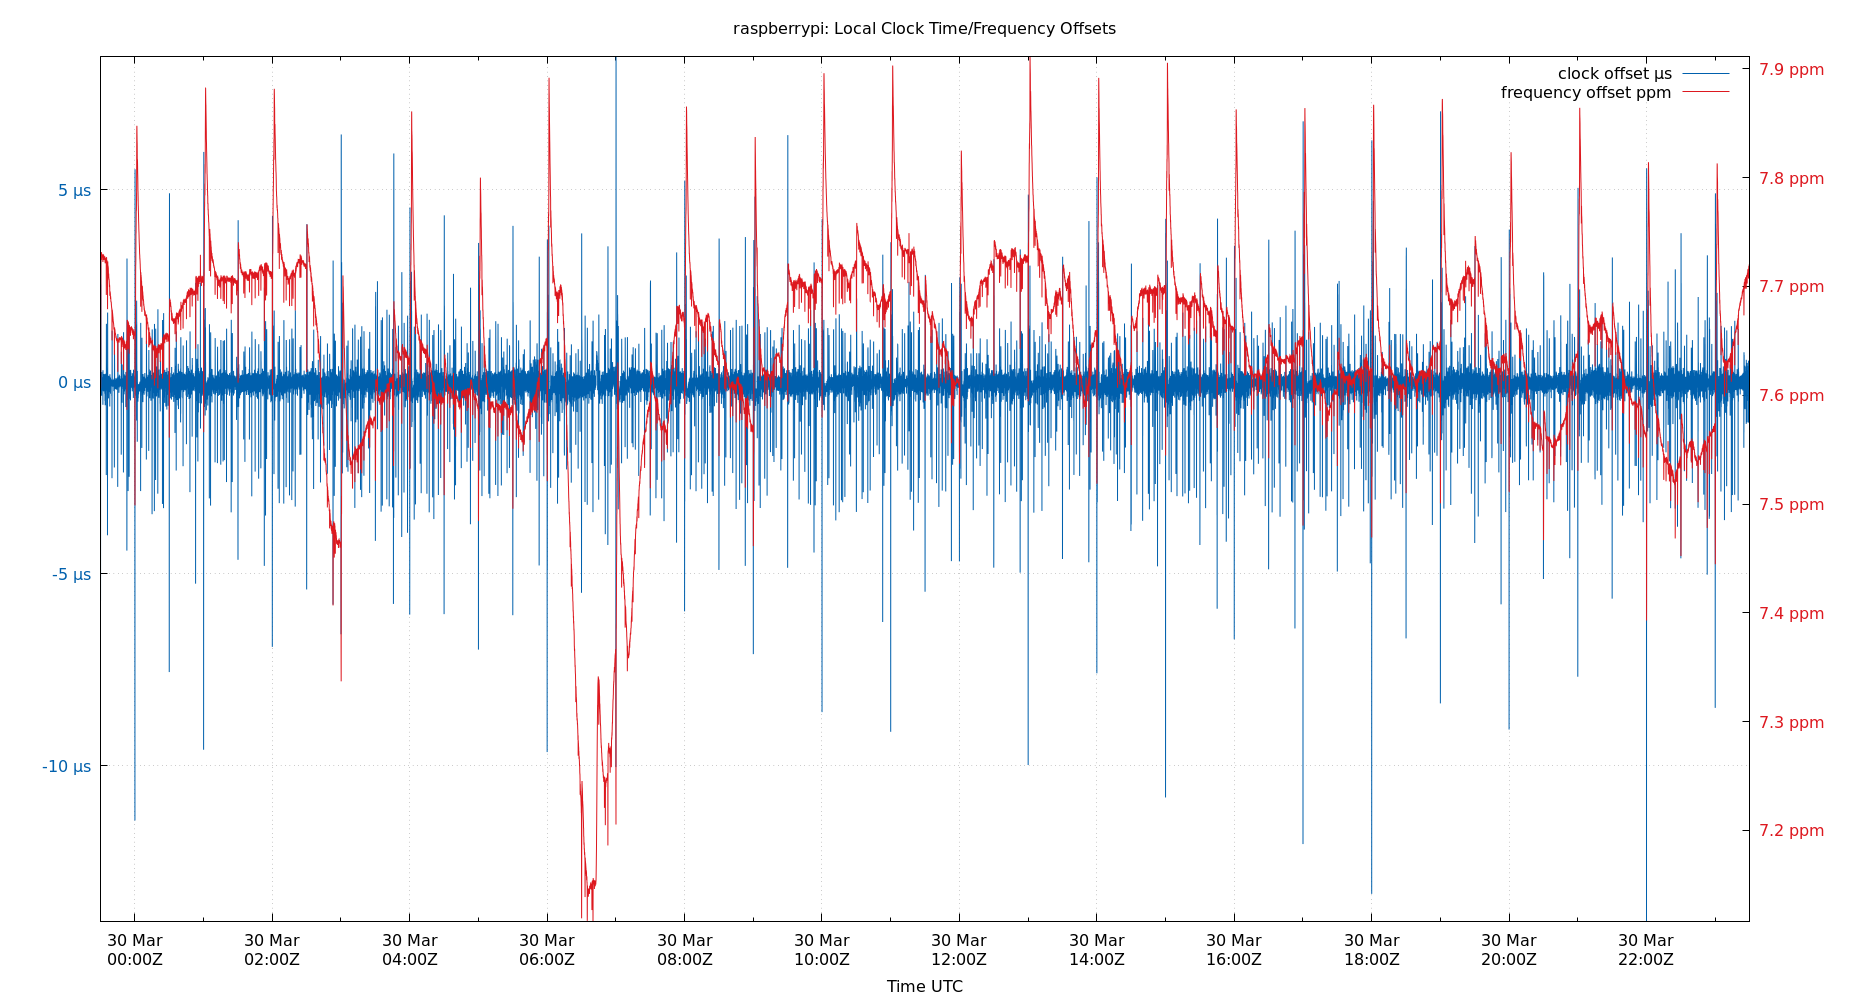 raspberrypi: Local Clock Time/Frequency Offsets
clock offset µs
frequency offset ppm
5 µs
0 µs
-5 µs
-10 µs
7.9 ppm
7.8 ppm
7.7 ppm
7.6 ppm
7.5 ppm
7.4 ppm
7.3 ppm
7.2 ppm
30 Mar 30 Mar 30 Mar 30 Mar 30 Mar 30 Mar 30 Mar 30 Mar 30 Mar 30 Mar 30 Mar 30 Mar
00:00Z 02:00Z 04:00Z 06:00Z 08:00Z 10:00Z 12:00Z 14:00Z 16:00Z 18:00Z 20:00Z 22:00Z
Time UTC